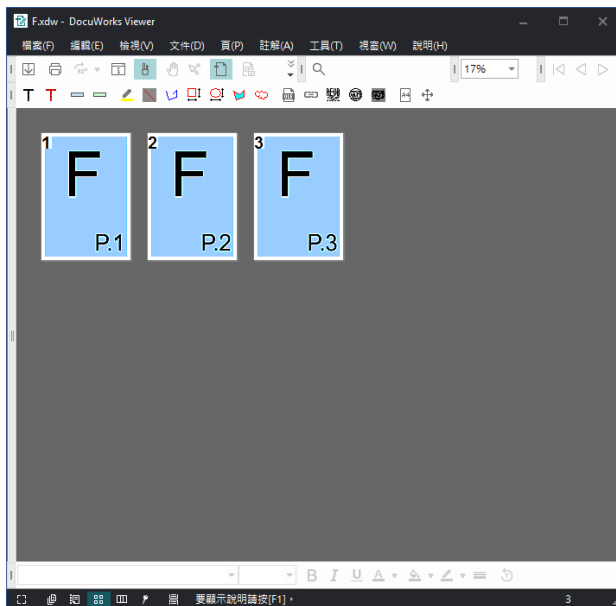 F.xdw - DocuWorks Viewer
檔案(F) 編輯(E) 檢視(V) 文件(D) 頁(P) 註解(A) 工具(T) 視窗(W) 說明(H)
17%
T T A4
1 2 3
F F F
P.1 P.2 P.3
B I U A
要顯示說明請按[F1]。 3